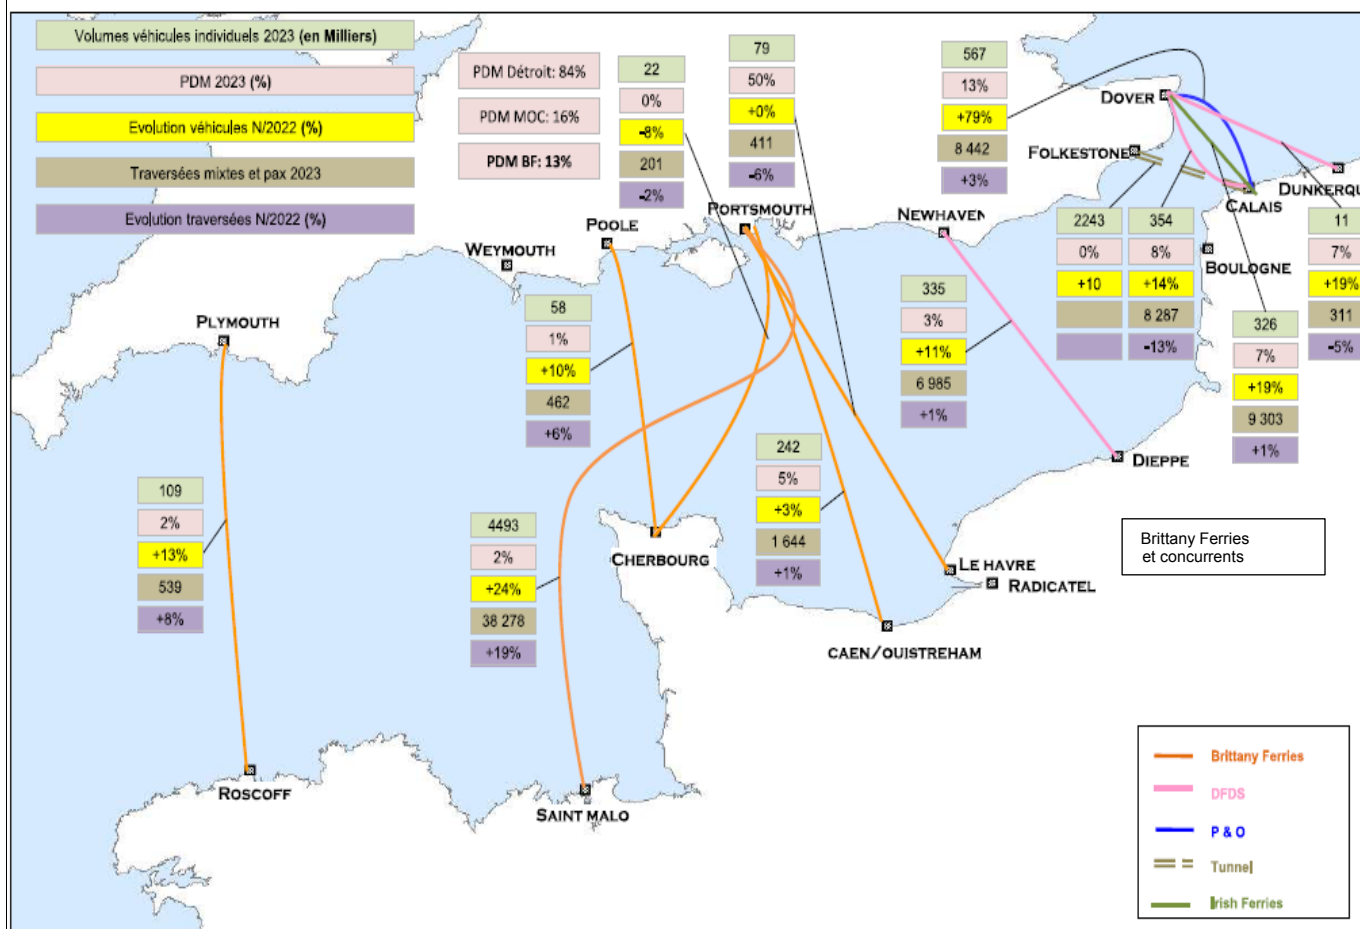 Volumes véhicules individuels 2023 (en Milliers)
PDM 2023 (%)
Evolution véhicules N/2022 (%)
Traversées mixtes et pax 2023
Evolution traversées N/2022 (%)
PDM Détroit: 84%
PDM MOC: 16%
PDM BF: 13%
22
0%
-8%
201
-2%
79
50%
+0%
411
-6%
567
13%
+79%
8 442
+3%
DOVER
FOLKESTONE
DUNKERQU
CALAIS
BOULOGNE
2243
0%
+10
354
8%
+14%
8 287
-13%
11
7%
+19%
311
-5%
326
7%
+19%
9 303
+1%
POOLE
PORTSMOUTH
NEWHAVEN
WEYMOUTH
PLYMOUTH
58
1%
+10%
462
+6%
335
3%
+11%
6 985
+1%
DIEPPE
242
5%
+3%
1 644
+1%
109
2%
+13%
539
+8%
4493
2%
+24%
38 278
+19%
CHERBOURG
LE HAVRE
RADICATEL
CAEN/OUISTREHAM
ROSCOFF
SAINT MALO
Brittany Ferries
et concurrents
Brittany Ferries
DFDS
P & O
Tunnel
Irish Ferries